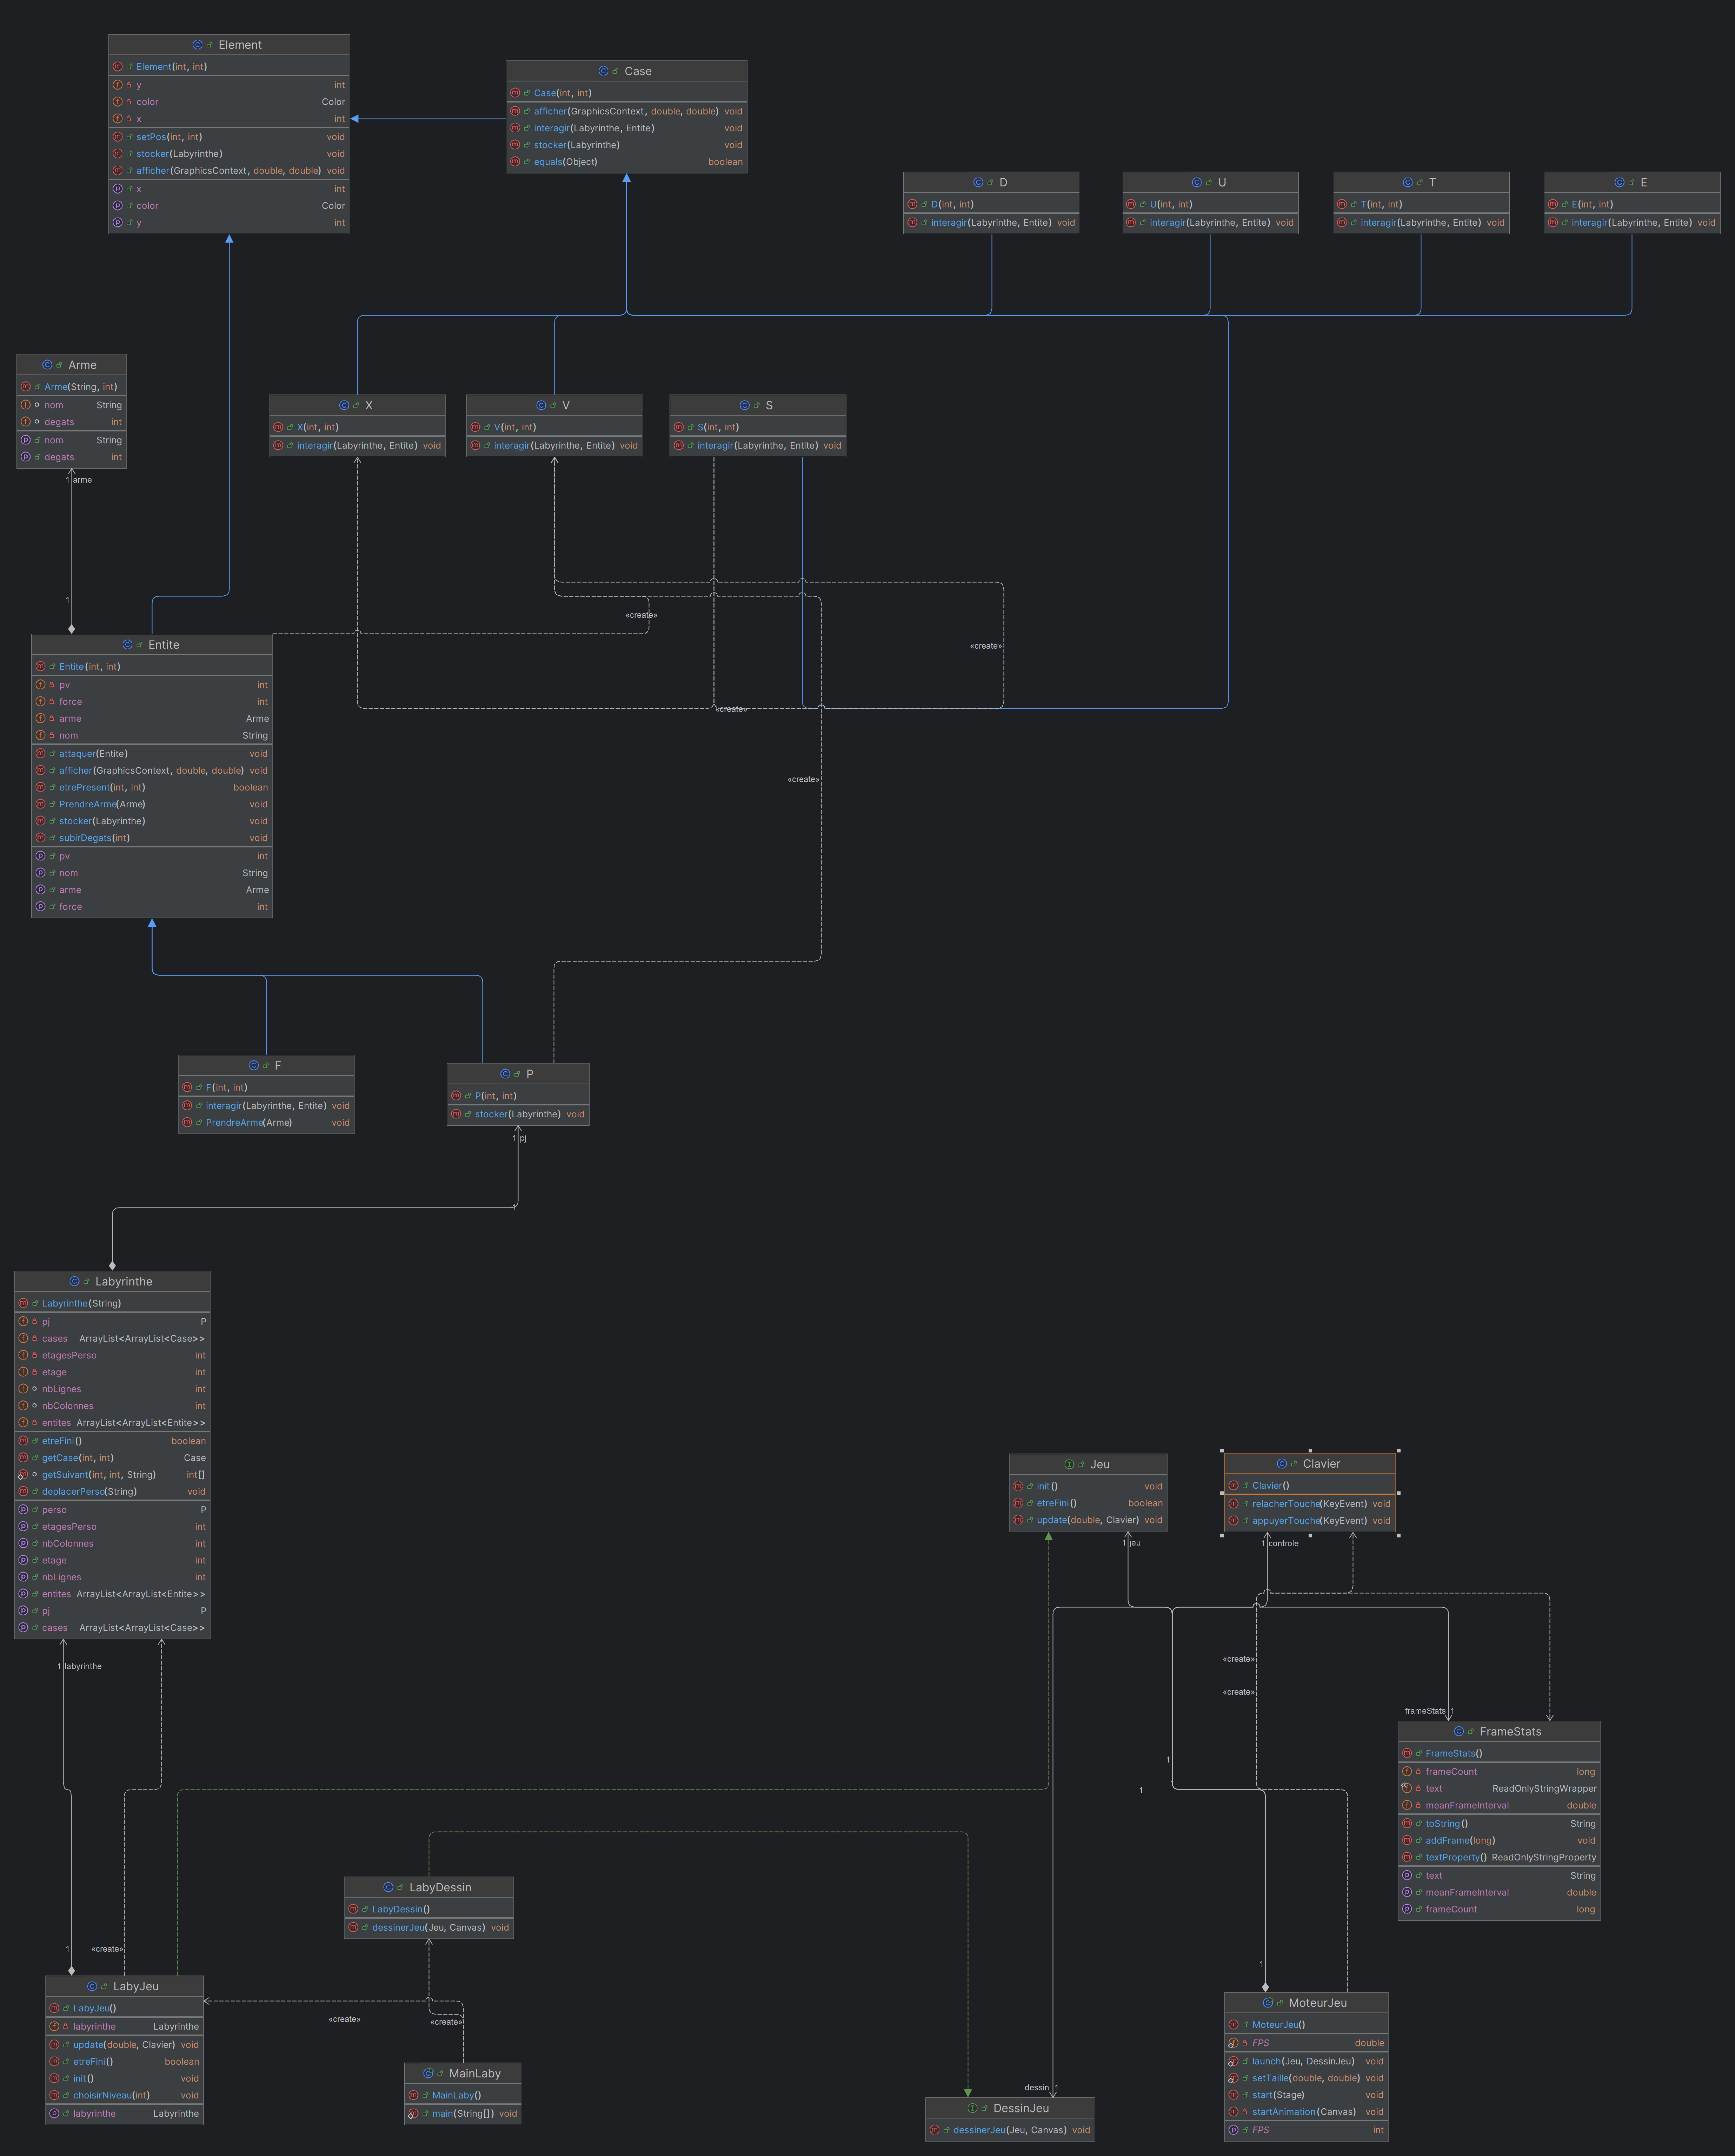 Element
Element(int, int)
y int
color Color
x int
setPos(int, int) void
stocker(Labyrinthe) void
afficher(GraphicsContext, double, double) void
x int
color Color
y int
Case
Case(int, int)
afficher(GraphicsContext, double, double) void
interagir(Labyrinthe, Entite) void
stocker(Labyrinthe) void
equals(Object) boolean
D
D(int, int)
interagir(Labyrinthe, Entite) void
U
U(int, int)
interagir(Labyrinthe, Entite) void
T
T(int, int)
interagir(Labyrinthe, Entite) void
E
E(int, int)
interagir(Labyrinthe, Entite) void
Arme
Arme(String, int)
nom String
degats int
nom String
degats int
1 arme
1
X
X(int, int)
interagir(Labyrinthe, Entite) void
V
V(int, int)
interagir(Labyrinthe, Entite) void
S
S(int, int)
interagir(Labyrinthe, Entite) void
«create»
«create»
«create»
«create»
Entite
Entite(int, int)
pv int
force int
arme Arme
nom String
attaquer(Entite) void
afficher(GraphicsContext, double, double) void
etrePresent(int, int) boolean
PrendreArme(Arme) void
stocker(Labyrinthe) void
subirDegats(int) void
pv int
nom String
arme Arme
force int
F
F(int, int)
interagir(Labyrinthe, Entite) void
PrendreArme(Arme) void
P
P(int, int)
stocker(Labyrinthe) void
1 pj
1
Labyrinthe
Labyrinthe(String)
pj P
cases ArrayList<ArrayList<Case>>
etagesPerso int
etage int
nbLignes int
nbColonnes int
entites ArrayList<ArrayList<Entite>>
etreFini() boolean
getCase(int, int) Case
getSuivant(int, int, String) int[]
deplacerPerso(String) void
perso P
etagesPerso int
nbColonnes int
etage int
nbLignes int
entites ArrayList<ArrayList<Entite>>
pj P
cases ArrayList<ArrayList<Case>>
1 labyrinthe
1
«create»
Jeu
init() void
etreFini() boolean
update(double, Clavier) void
1 jeu
Clavier
Clavier()
relacherTouche(KeyEvent) void
appuyerTouche(KeyEvent) void
1 controle
«create»
«create»
frameStats 1
1
1
1
FrameStats
FrameStats()
frameCount long
text ReadOnlyStringWrapper
meanFrameInterval double
toString() String
addFrame(long) void
textProperty() ReadOnlyStringProperty
text String
meanFrameInterval double
frameCount long
LabyDessin
LabyDessin()
dessinerJeu(Jeu, Canvas) void
LabyJeu
LabyJeu()
labyrinthe Labyrinthe
update(double, Clavier) void
etreFini() boolean
init() void
choisirNiveau(int) void
labyrinthe Labyrinthe
«create»
«create»
MainLaby
MainLaby()
main(String[]) void
dessin 1
DessinJeu
dessinerJeu(Jeu, Canvas) void
MoteurJeu
MoteurJeu()
FPS double
launch(Jeu, DessinJeu) void
setTaille(double, double) void
start(Stage) void
startAnimation(Canvas) void
FPS int